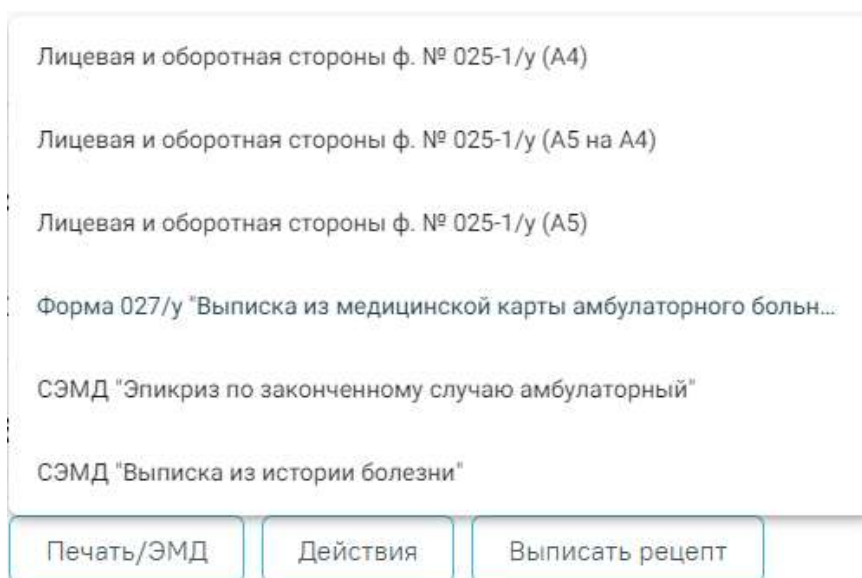 Лицевая и оборотная стороны ф. № 025-1/у (А4)
Лицевая и оборотная стороны ф. № 025-1/у (А5 на А4)
Лицевая и оборотная стороны ф. № 025-1/у (А5)
Форма 027/у "Выписка из медицинской карты амбулаторного больн...
СЭМД "Эпикриз по законченному случаю амбулаторный"
СЭМД "Выписка из истории болезни"
Печать/ЭМД Действия Выписать рецепт